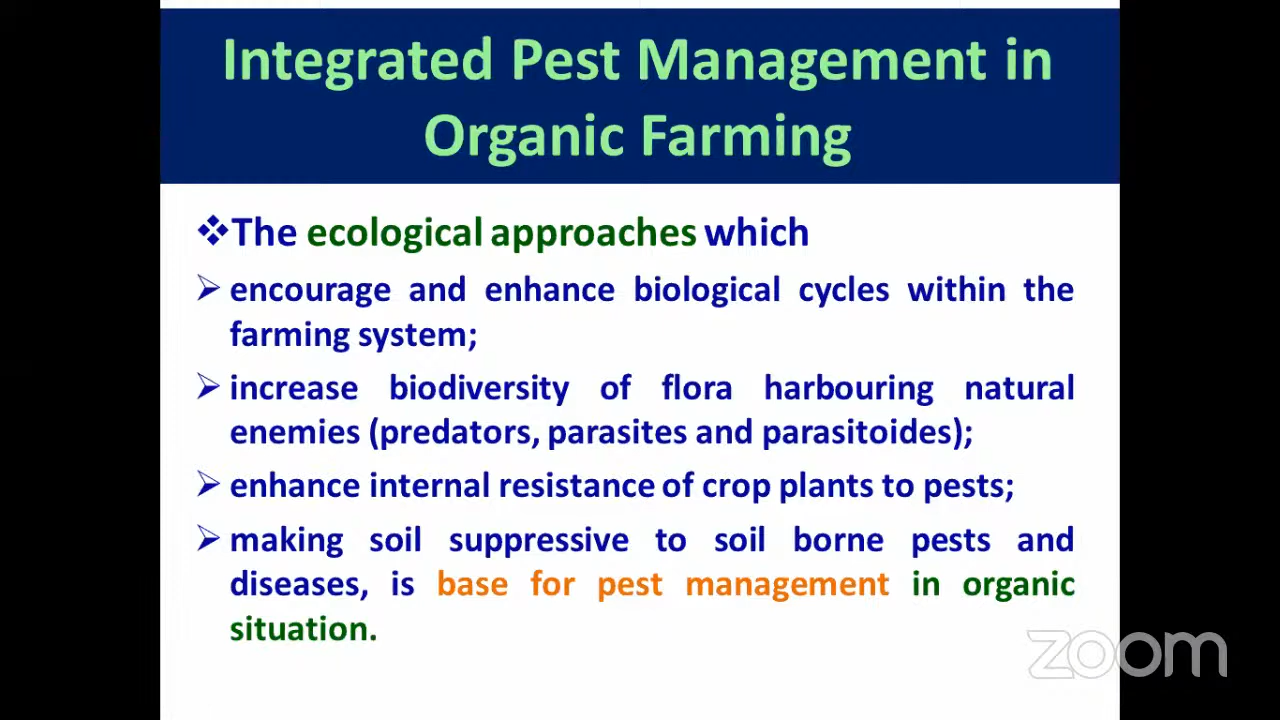 Integrated Pest Management in
Organic Farming
❖The ecological approaches which
➢ encourage and enhance biological cycles within the
farming system;
➢ increase biodiversity of flora harbouring natural
enemies (predators, parasites and parasitoides);
➢ enhance internal resistance of crop plants to pests;
➢ making soil suppressive to soil borne pests and
diseases, is base for pest management in organic
situation.
zoom